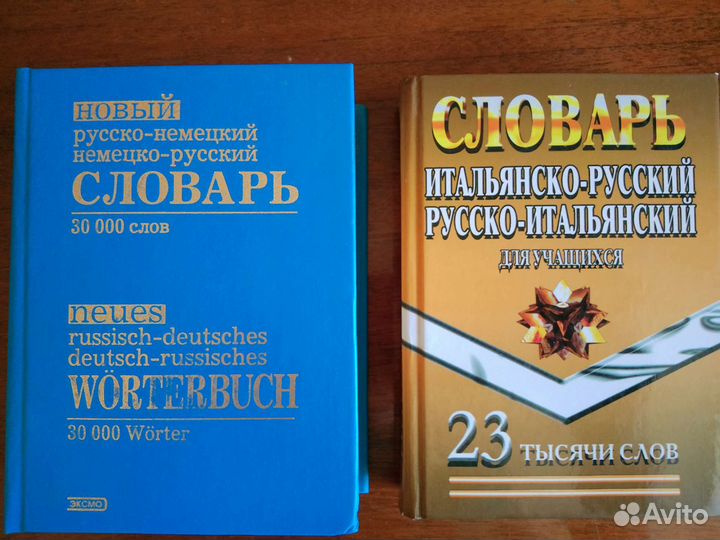 новый
русско-немецкий
немецко-русский
СЛОВАРЬ
30 000 слов
neues
russisch-deutsches
deutsch-russisches
WÖRTERBUCH
30 000 Wörter
ЭКСМО
СЛОВАРЬ
ИТАЛЬЯНСКО-РУССКИЙ
РУССКО-ИТАЛЬЯНСКИЙ
ДЛЯ УЧАЩИХСЯ
23 ТЫСЯЧИ СЛОВ
Avito